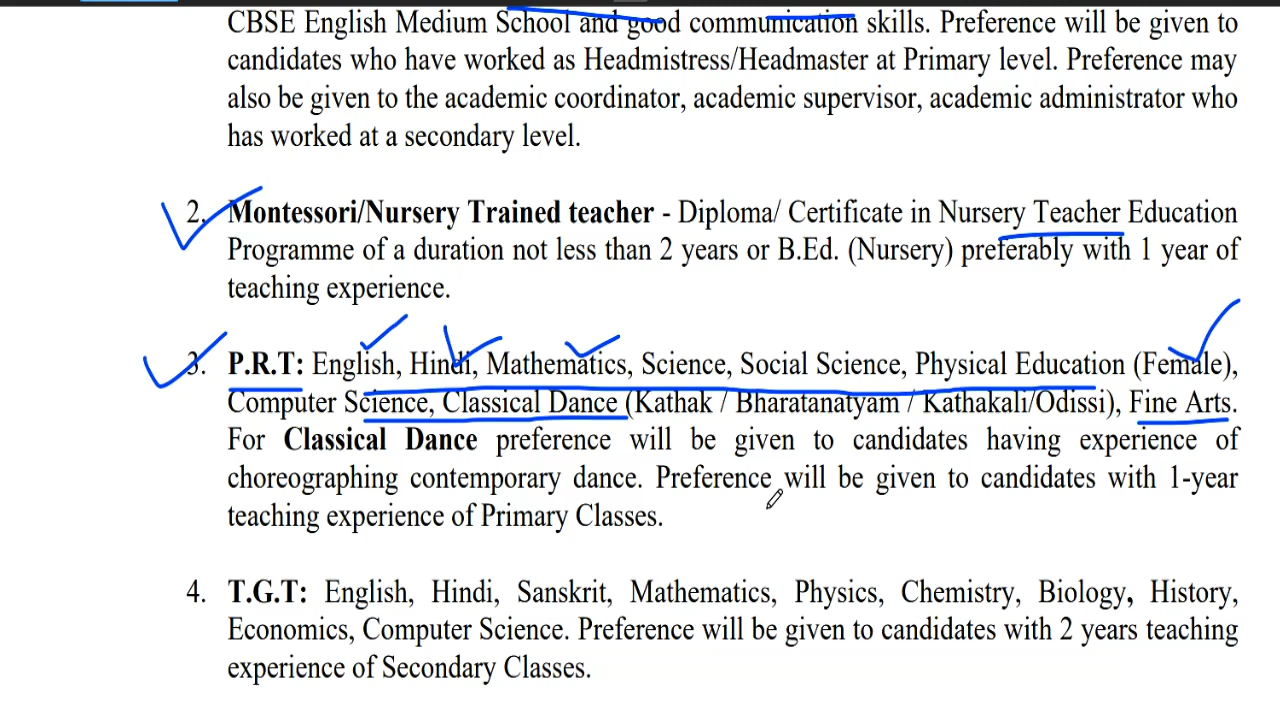 CBSE English Medium School and good communication skills. Preference will be given to
candidates who have worked as Headmistress/Headmaster at Primary level. Preference may
also be given to the academic coordinator, academic supervisor, academic administrator who
has worked at a secondary level.
2. Montessori/Nursery Trained teacher - Diploma/ Certificate in Nursery Teacher Education
Programme of a duration not less than 2 years or B.Ed. (Nursery) preferably with 1 year of
teaching experience.
3. P.R.T: English, Hindi, Mathematics, Science, Social Science, Physical Education (Female),
Computer Science, Classical Dance (Kathak / Bharatanatyam / Kathakali/Odissi), Fine Arts.
For Classical Dance preference will be given to candidates having experience of
choreographing contemporary dance. Preference will be given to candidates with 1-year
teaching experience of Primary Classes.
4. T.G.T: English, Hindi, Sanskrit, Mathematics, Physics, Chemistry, Biology, History,
Economics, Computer Science. Preference will be given to candidates with 2 years teaching
experience of Secondary Classes.